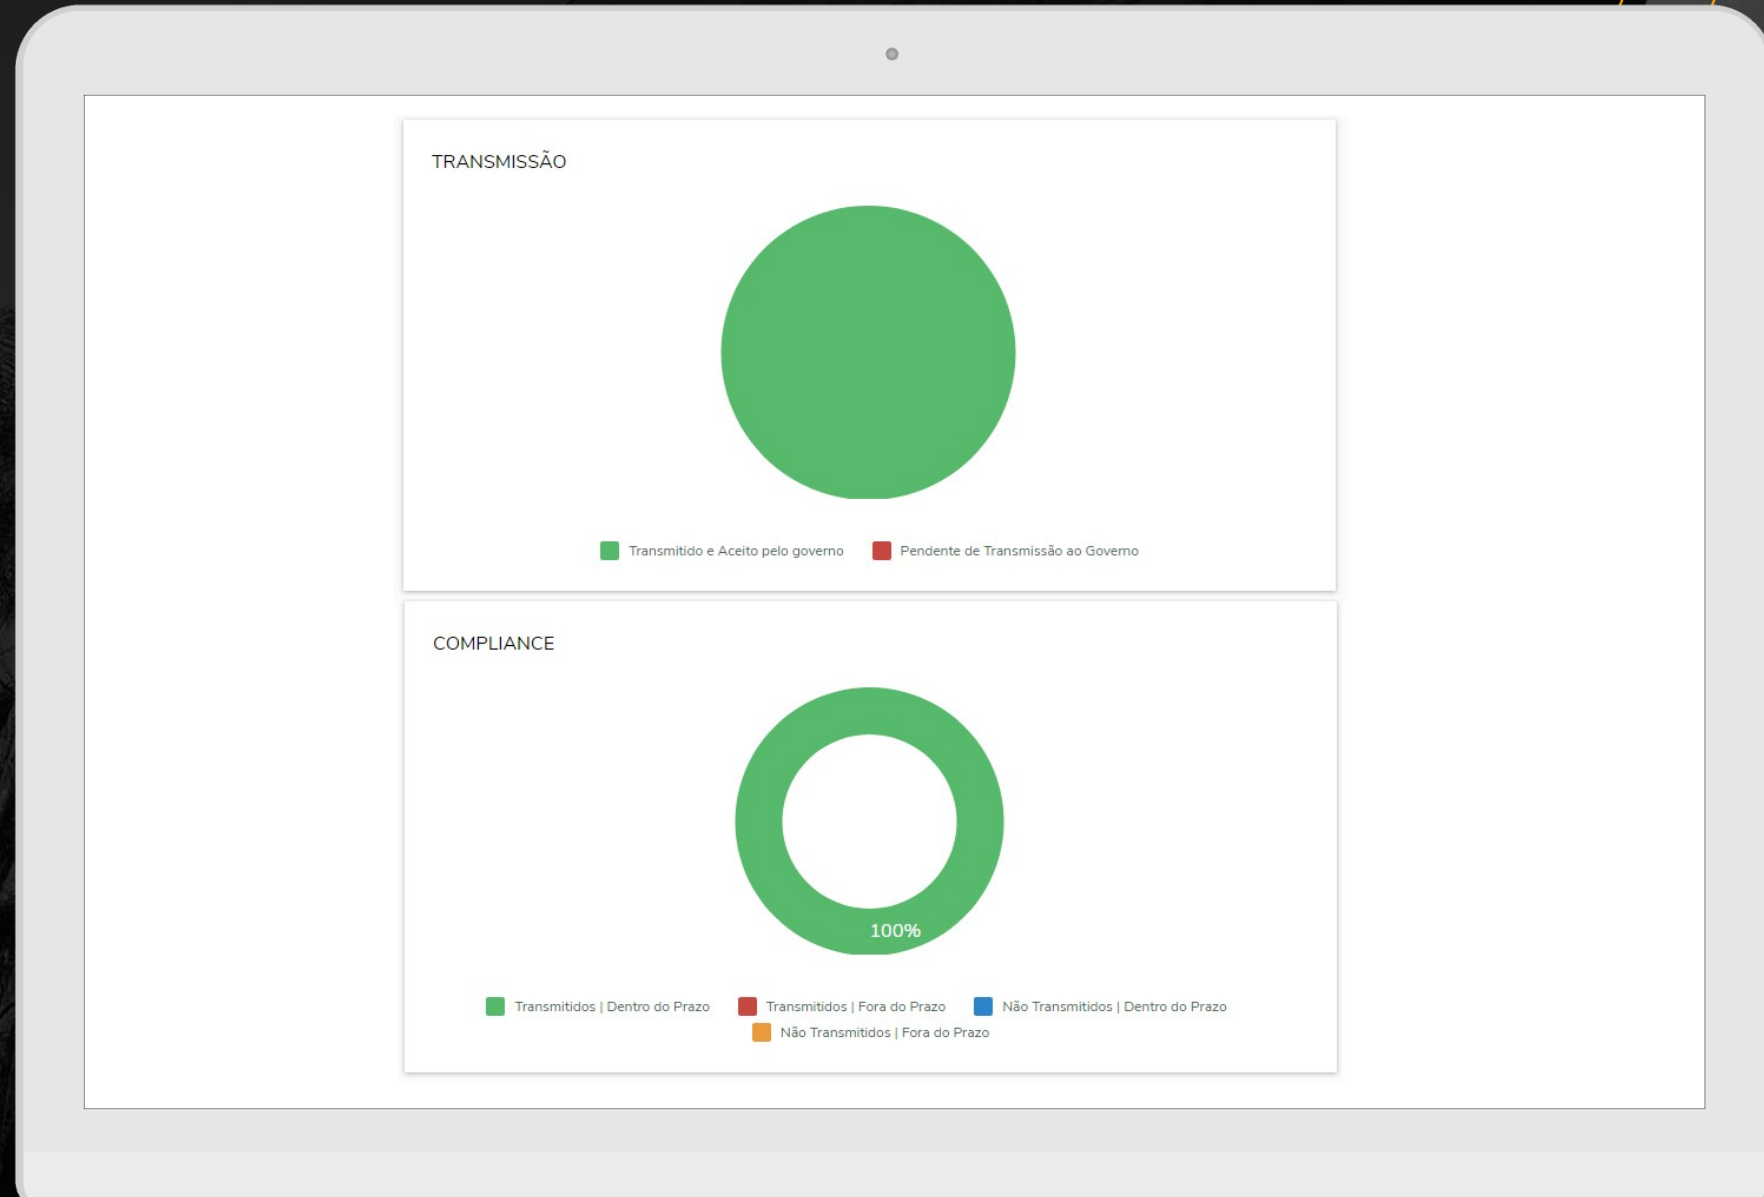 TRANSMISSÃO
Transmitido e Aceito pelo governo Pendente de Transmissão ao Governo
COMPLIANCE
100%
Transmitidos | Dentro do Prazo Transmitidos | Fora do Prazo Não Transmitidos | Dentro do Prazo
Não Transmitidos | Fora do Prazo